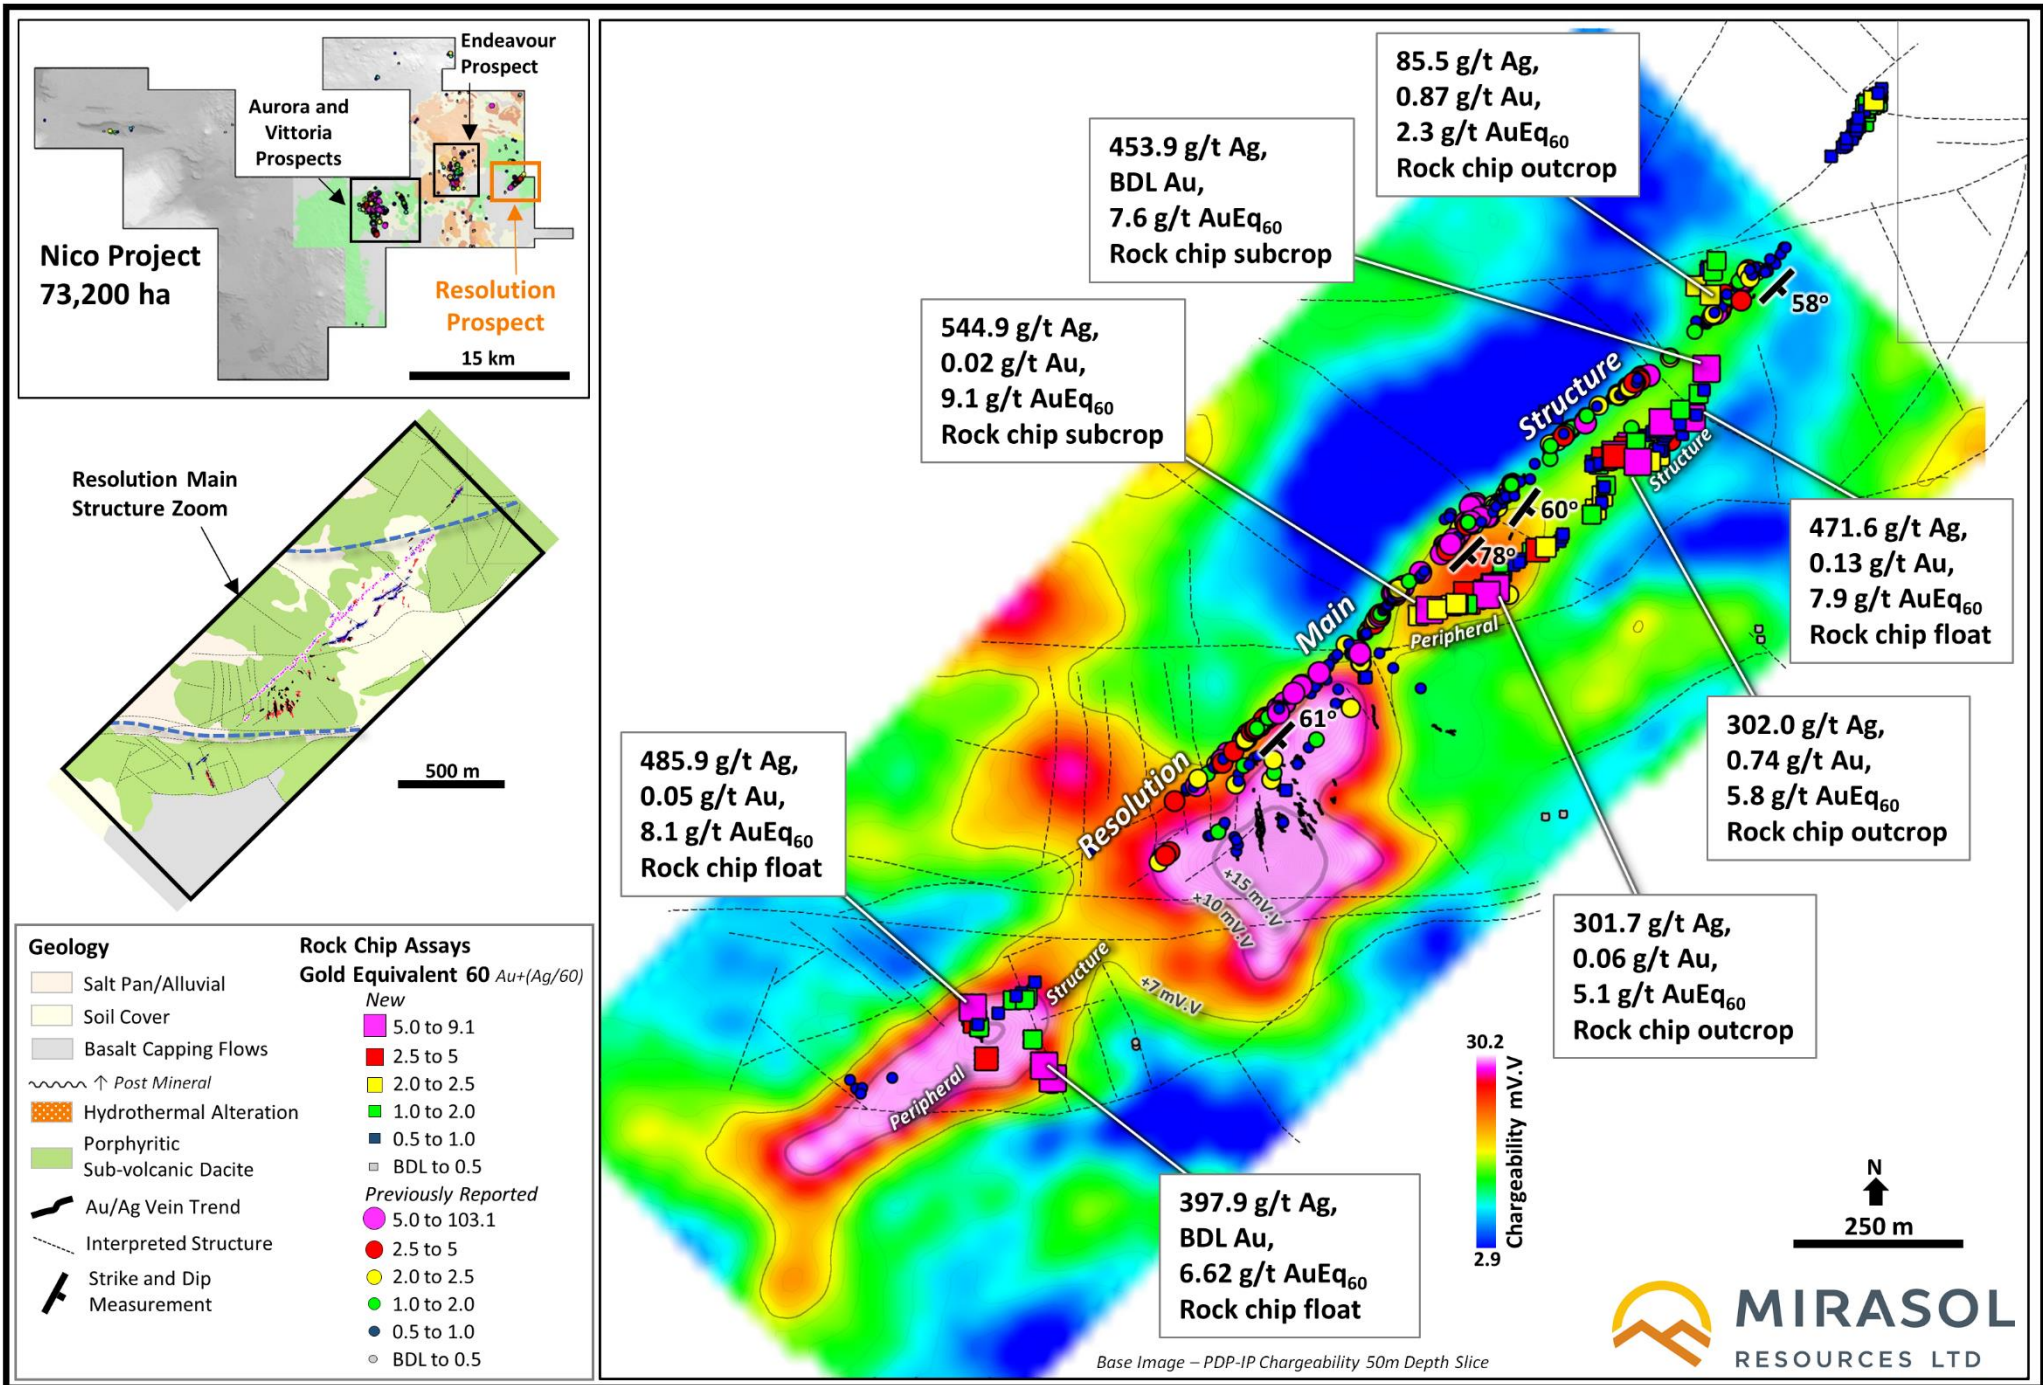 Endeavour
Prospect
Aurora and
Vittoria
Prospects
Nico Project
73,200 ha
Resolution
Prospect
15 km
Resolution Main
Structure Zoom
500 m
Geology
Salt Pan/Alluvial
Soil Cover
Basalt Capping Flows
↑ Post Mineral
Hydrothermal Alteration
Porphyritic
Sub-volcanic Dacite
Au/Ag Vein Trend
Interpreted Structure
Strike and Dip
Measurement
Rock Chip Assays
Gold Equivalent 60 Au+(Ag/60)
New
5.0 to 9.1
2.5 to 5
2.0 to 2.5
1.0 to 2.0
0.5 to 1.0
BDL to 0.5
Previously Reported
5.0 to 103.1
2.5 to 5
2.0 to 2.5
1.0 to 2.0
0.5 to 1.0
BDL to 0.5
85.5 g/t Ag,
0.87 g/t Au,
2.3 g/t AuEq60
Rock chip outcrop
453.9 g/t Ag,
BDL Au,
7.6 g/t AuEq60
Rock chip subcrop
544.9 g/t Ag,
0.02 g/t Au,
9.1 g/t AuEq60
Rock chip subcrop
485.9 g/t Ag,
0.05 g/t Au,
8.1 g/t AuEq60
Rock chip float
471.6 g/t Ag,
0.13 g/t Au,
7.9 g/t AuEq60
Rock chip float
302.0 g/t Ag,
0.74 g/t Au,
5.8 g/t AuEq60
Rock chip outcrop
301.7 g/t Ag,
0.06 g/t Au,
5.1 g/t AuEq60
Rock chip outcrop
397.9 g/t Ag,
BDL Au,
6.62 g/t AuEq60
Rock chip float
Resolution Main Structure
58°
60°
78°
61°
Peripheral Structure
Peripheral Structure
+15 mV.V
+10 mV.V
+7mV.V
30.2
Chargeability mV.V
2.9
N
250 m
Base Image – PDP-IP Chargeability 50m Depth Slice
MIRASOL
RESOURCES LTD